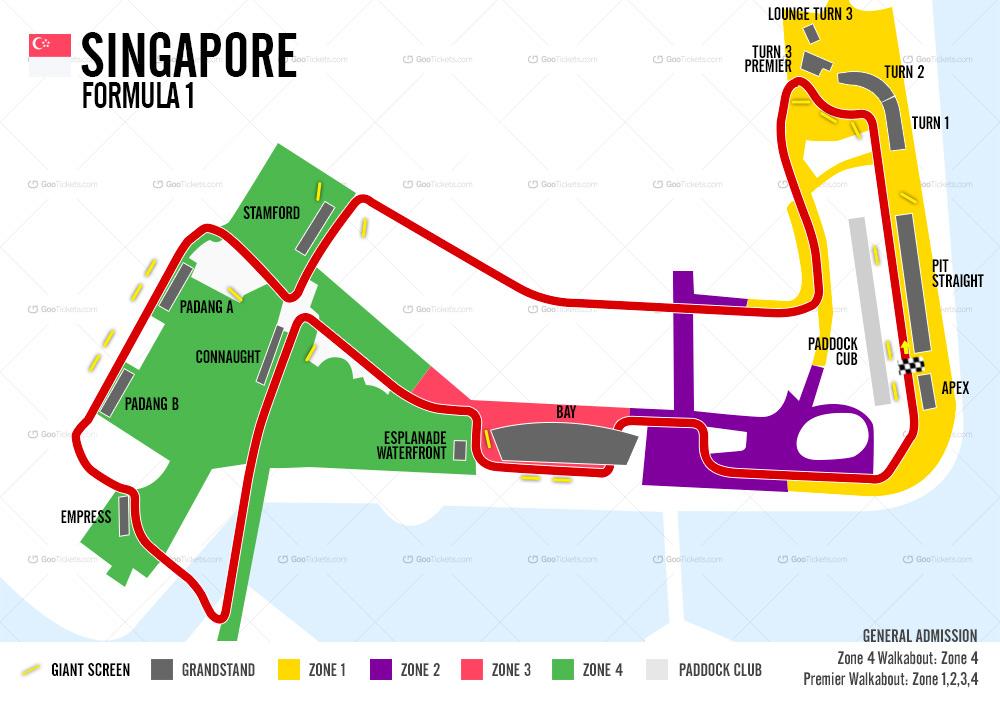 SINGAPORE
FORMULA 1
LOUNGE TURN 3
TURN 3
PREMIER
TURN 2
TURN 1
STAMFORD
PADANG A
CONNAUGHT
PADANG B
PIT
STRAIGHT
PADDOCK
CUB
APEX
BAY
ESPLANADE
WATERFRONT
EMPRESS
GooTickets.com
GENERAL ADMISSION
Zone 4 Walkabout: Zone 4
Premier Walkabout: Zone 1,2,3,4
GIANT SCREEN
GRANDSTAND
ZONE 1
ZONE 2
ZONE 3
ZONE 4
PADDOCK CLUB